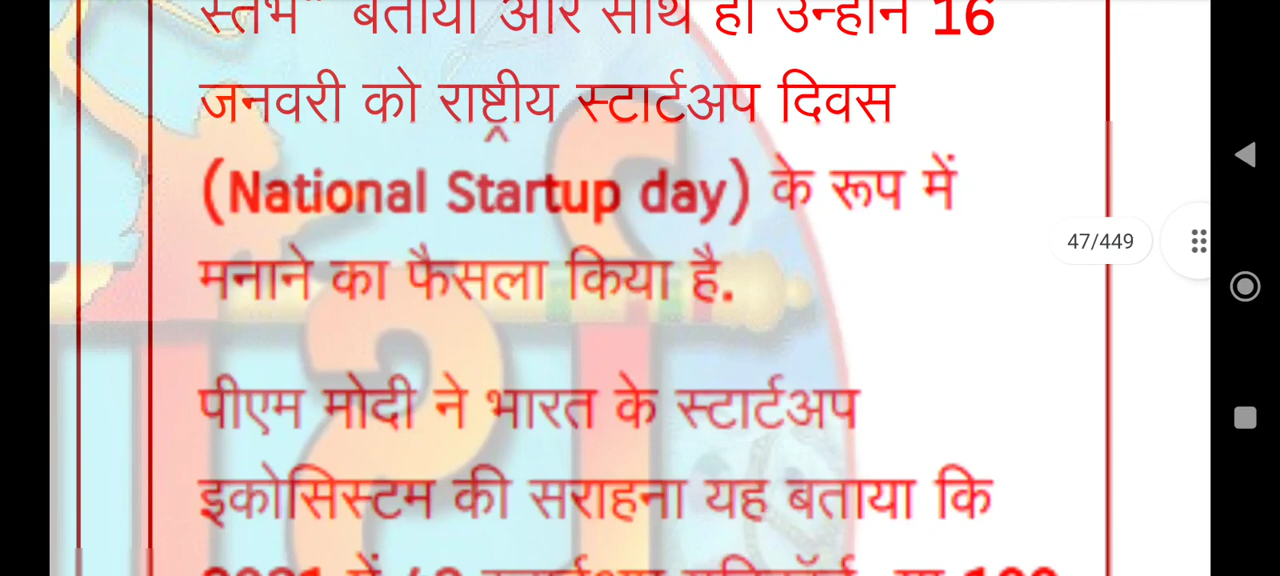 स्तंभ" बताया और साथ ही उन्होंने 16
जनवरी को राष्ट्रीय स्टार्टअप दिवस
(National Startup day) के रूप में
मनाने का फैसला किया है.
47/449
पीएम मोदी ने भारत के स्टार्टअप
इकोसिस्टम की सराहना यह बताया कि